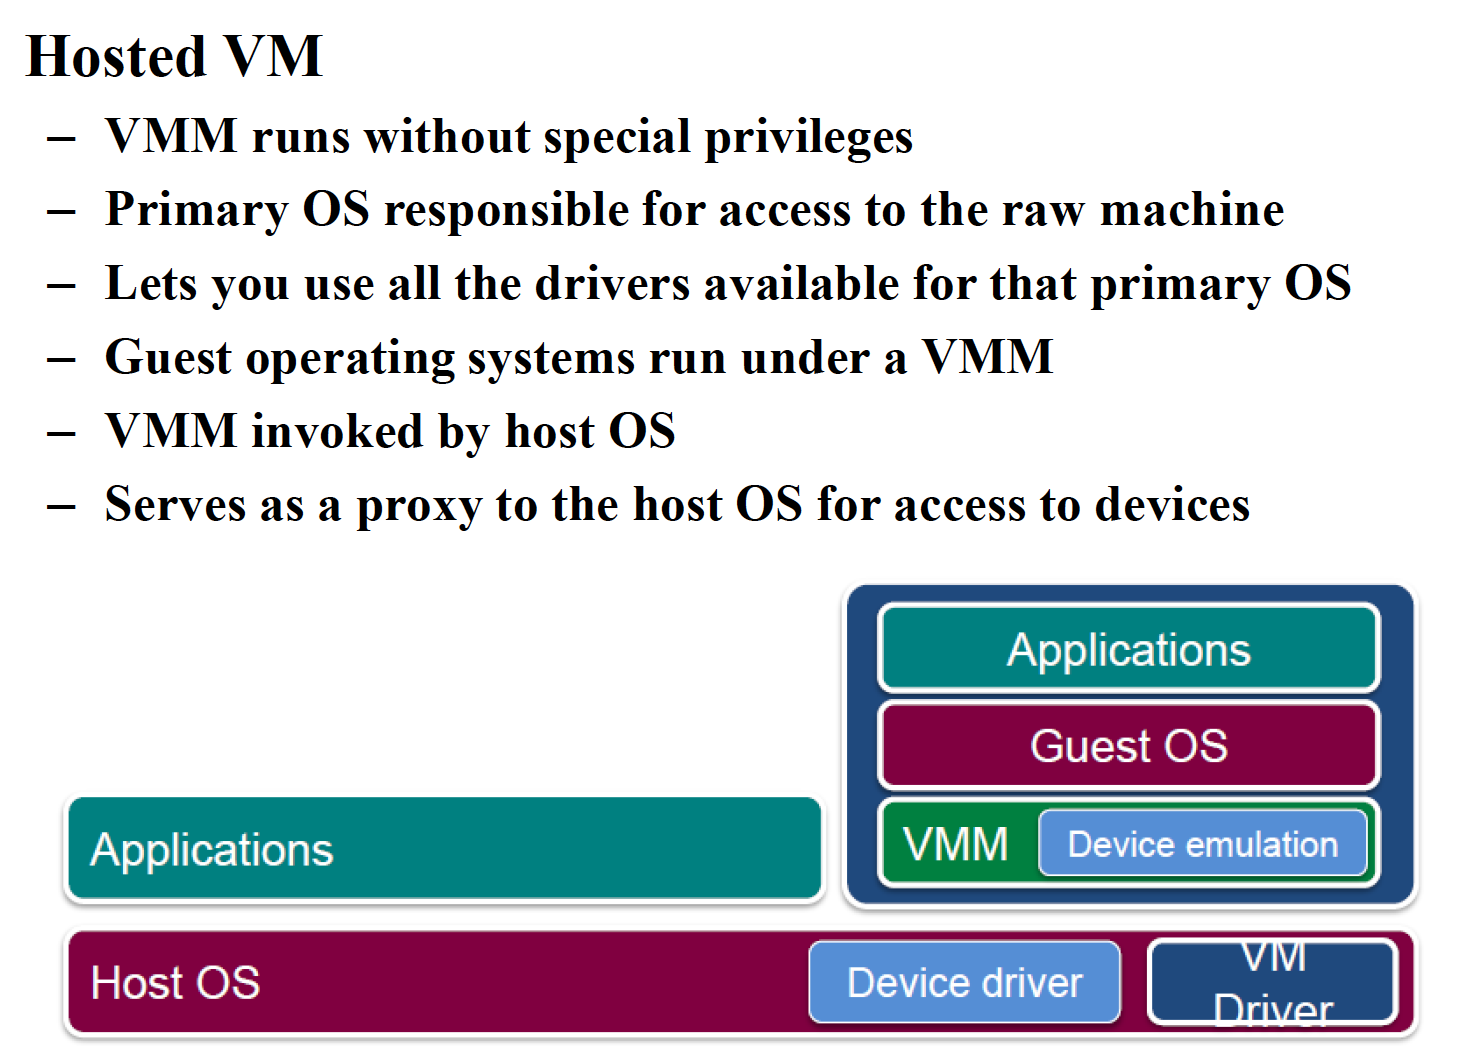 Hosted VM
– VMM runs without special privileges
– Primary OS responsible for access to the raw machine
– Lets you use all the drivers available for that primary OS
– Guest operating systems run under a VMM
– VMM invoked by host OS
– Serves as a proxy to the host OS for access to devices
Applications
Guest OS
VMM
Device emulation
Applications
Host OS
Device driver
VM
Driver